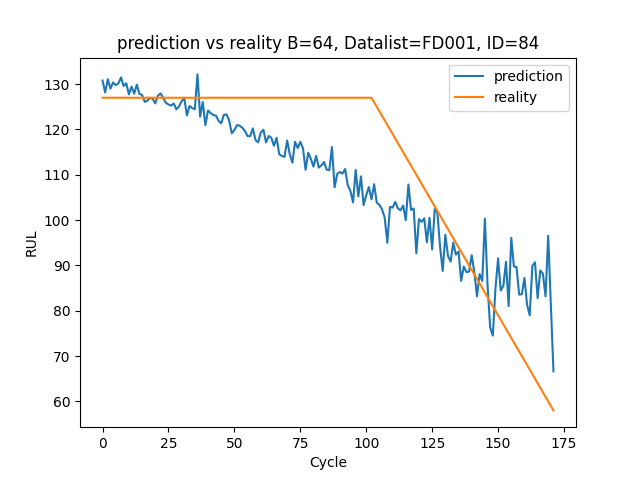 prediction vs reality B=64, Datalist=FD001, ID=84
prediction
reality
RUL
130
120
110
100
90
80
70
60
0 25 50 75 100 125 150 175
Cycle